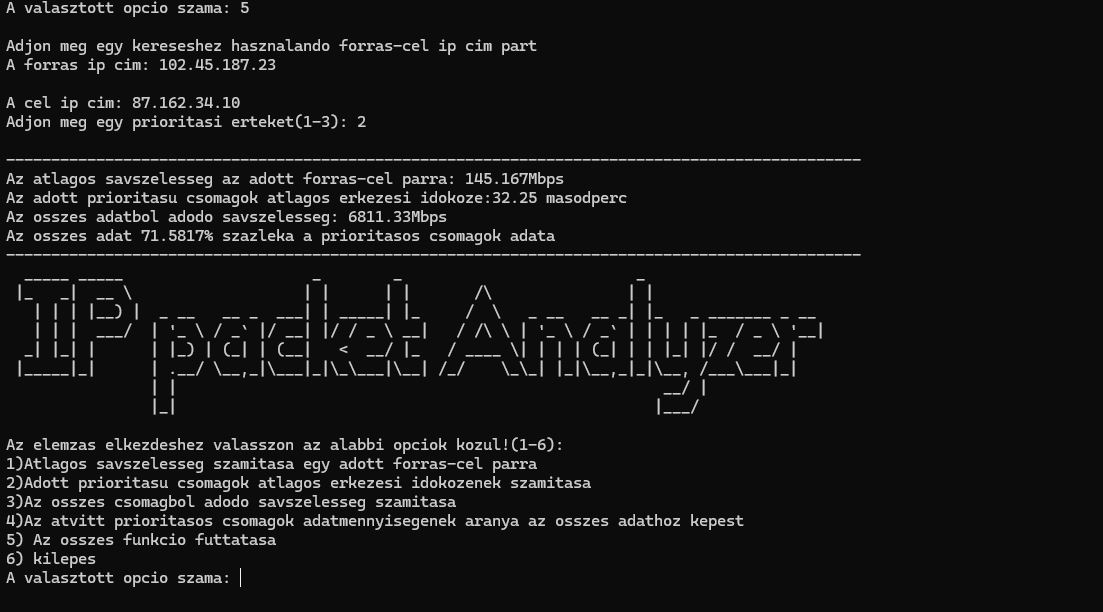 A valasztott opcio szama: 5
Adjon meg egy kereseshez hasznalando forras-cel ip cim part
A forras ip cim: 102.45.187.23
A cel ip cim: 87.162.34.10
Adjon meg egy prioritasi erteket(1-3): 2
Az atlagos savszelesseg az adott forras-cel parra: 145.167Mbps
Az adott prioritasu csomagok atlagos erkezesi idokoze:32.25 masodperc
Az osszes adatbol adodo savszelesseg: 6811.33Mbps
Az osszes adat 71.5817% szazleka a prioritasos csomagok adata
IP packet Analyzer
Az elemzas elkezdeshez valasszon az alabbi opciok kozul!(1-6):
1)Atlagos savszelesseg szamitasa egy adott forras-cel parra
2)Adott prioritasu csomagok atlagos erkezesi idokozenek szamitasa
3)Az osszes csomagbol adodo savszelesseg szamitasa
4)Az atvitt prioritasos csomagok adatmennyisegenek aranya az osszes adathoz kepest
5) Az osszes funkcio futtatasa
6) kilepes
A valasztott opcio szama: